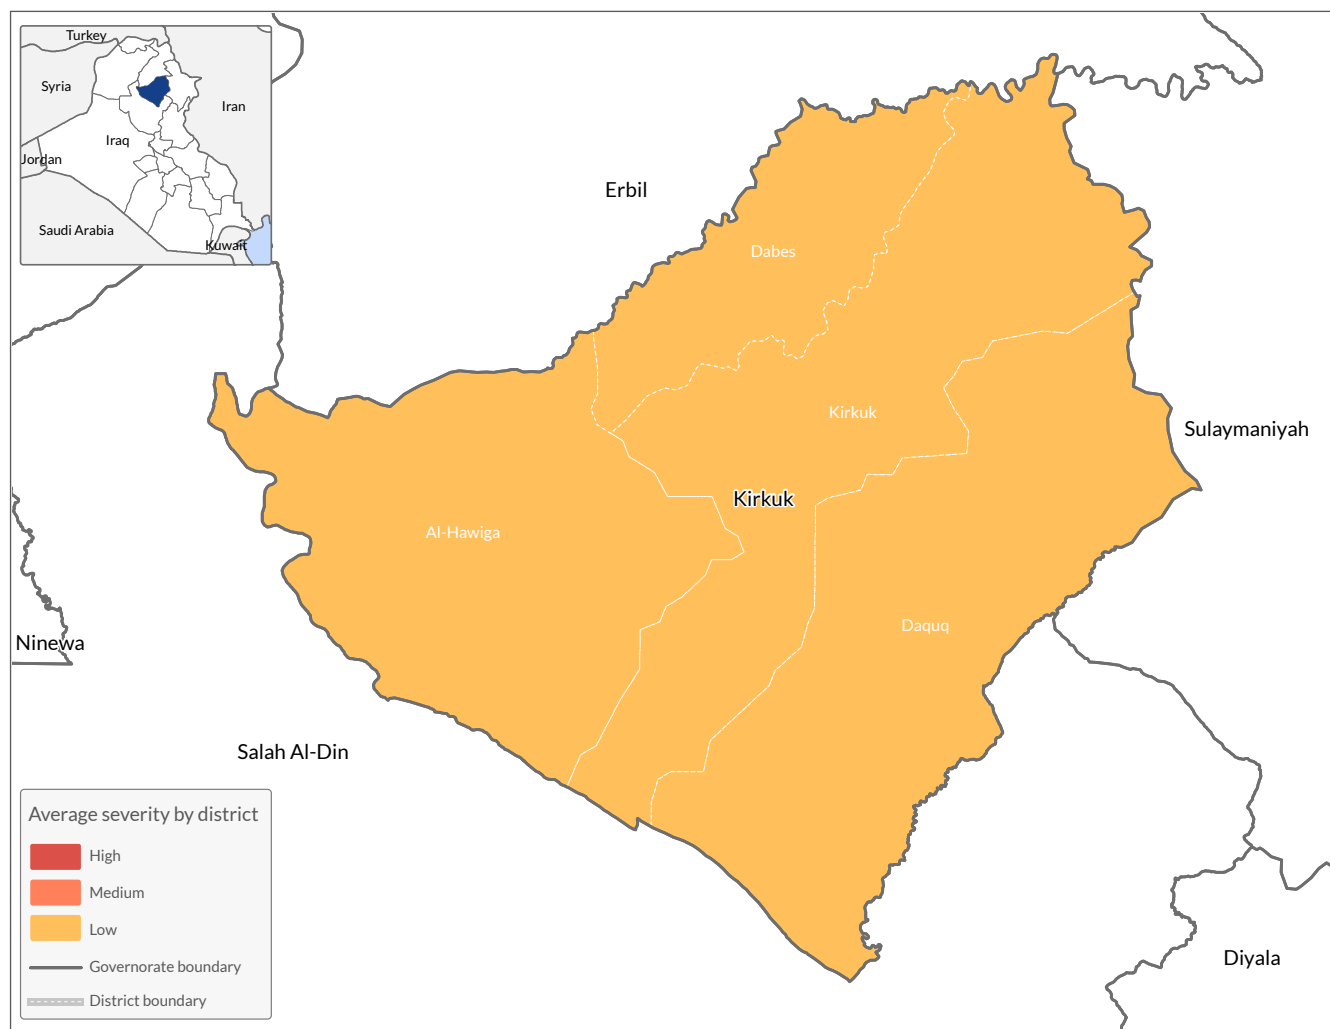 Turkey
Syria
Iran
Iraq
Jordan
Saudi Arabia
Kuwait
Erbil
Dabes
Kirkuk
Sulaymaniyah
Kirkuk
Al-Hawiga
Daquq
Ninewa
Salah Al-Din
Diyala
Average severity by district
High
Medium
Low
Governorate boundary
District boundary